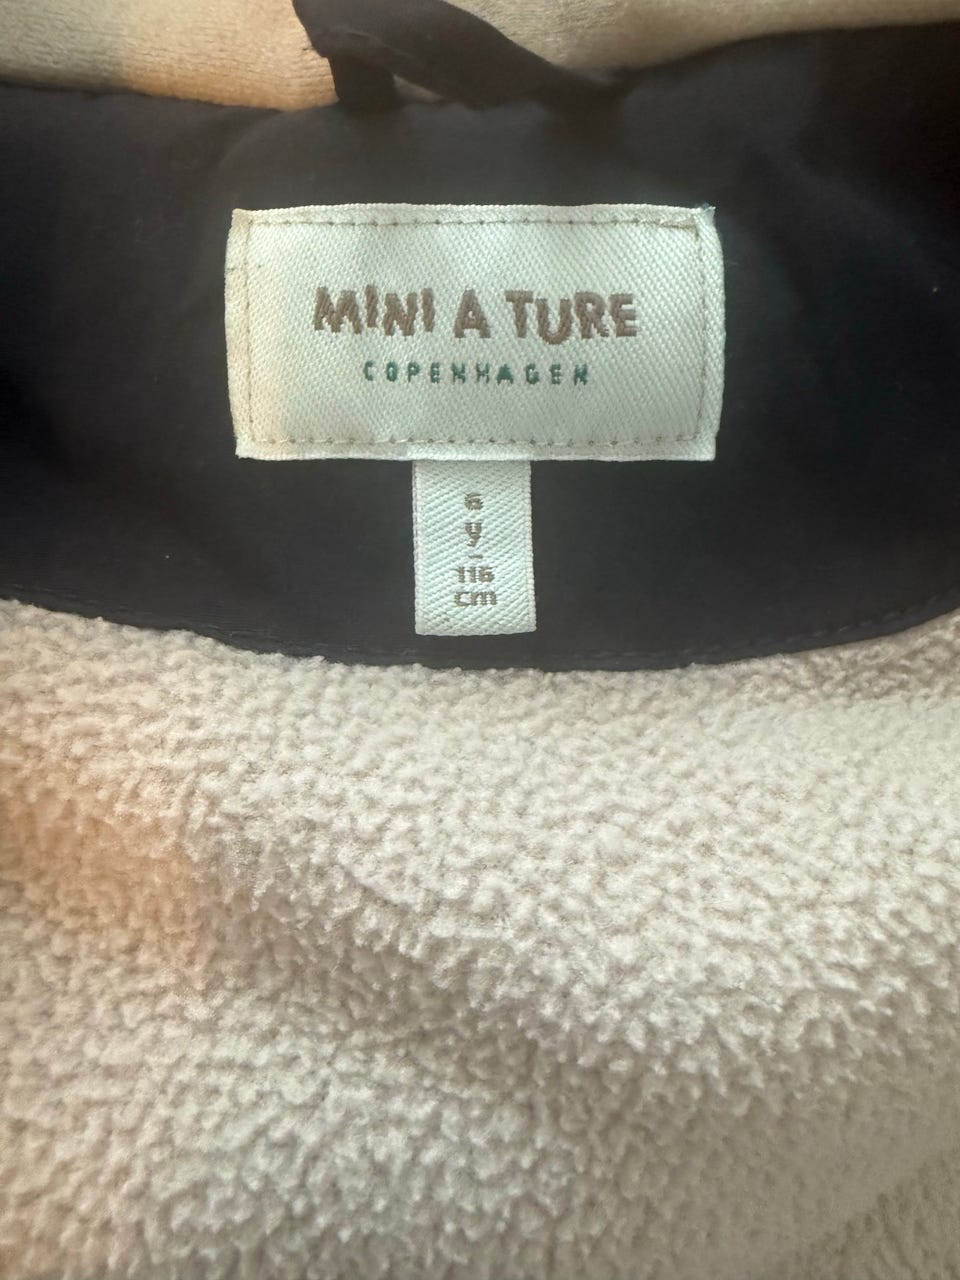 MINI A TURE
COPENHAGEN
6
y
-
116
cm